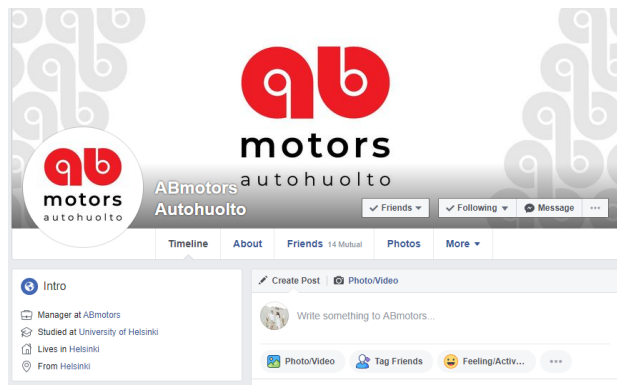 ab
motors
autohuolto
ab
motors
autohuolto
ABmotors
Autohuolto
Friends
Following
Message
Timeline
About
Friends 14 Mutual
Photos
More
Intro
Manager at ABmotors
Studied at University of Helsinki
Lives in Helsinki
From Helsinki
Create Post
Photo/Video
Write something to ABmotors...
Photo/Video
Tag Friends
Feeling/Activ...